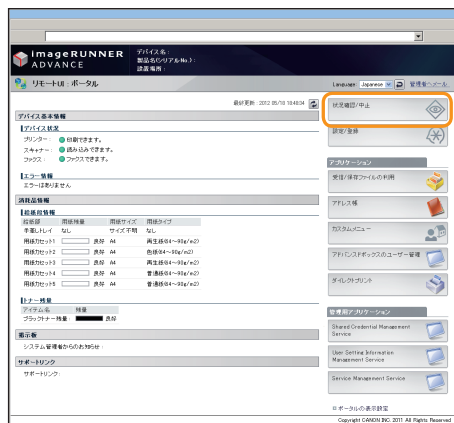 imageRUNNER
ADVANCE
デバイス名 :
製品名(シリアルNo.) :
設置場所 :
リモートUI : ポータル
Language : Japanese
管理者へメール
最終更新 : 2012 05/18 18:48:34
デバイス基本情報
デバイス状況
プリンター : 印刷できます。
スキャナー : 読み込みできます。
ファクス : ファクスできます。
エラー情報
エラーはありません
消耗品情報
給紙段情報
給紙部 用紙残量 用紙サイズ 用紙タイプ
手差しトレイ なし サイズ不明 なし
用紙カセット1 良好 A4 再生紙(64~90g/m2)
用紙カセット2 良好 A4 色紙(64~90g/m2)
用紙カセット3 良好 A4 再生紙(64~90g/m2)
用紙カセット4 良好 A4 普通紙(64~90g/m2)
用紙カセット5 良好 A4 普通紙(64~90g/m2)
トナー残量
アイテム名 残量
ブラックトナー残量 : 良好
掲示板
システム管理者からのお知らせ :
サポートリンク
サポートリンク:
状況確認/中止
設定/登録
アプリケーション
受信/保存ファイルの利用
アドレス帳
カスタムメニュー
アドバンスドボックスのユーザー管理
ダイレクトプリント
管理用アプリケーション
Shared Credential Management
Service
User Setting Information
Management Service
Service Management Service
ポータルの表示設定
Copyright CANON INC. 2011 All Rights Reserved